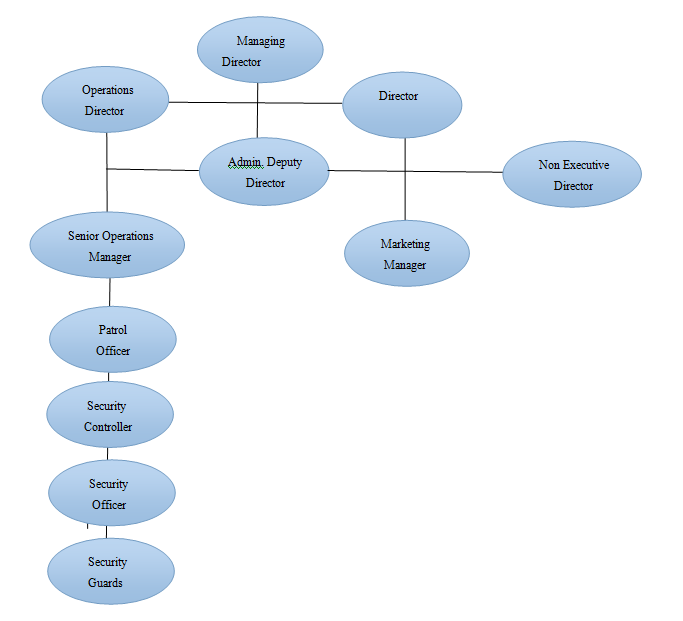 Managing
Director
Operations
Director
Director
Admin. Deputy
Director
Non Executive
Director
Senior Operations
Manager
Marketing
Manager
Patrol
Officer
Security
Controller
Security
Officer
Security
Guards